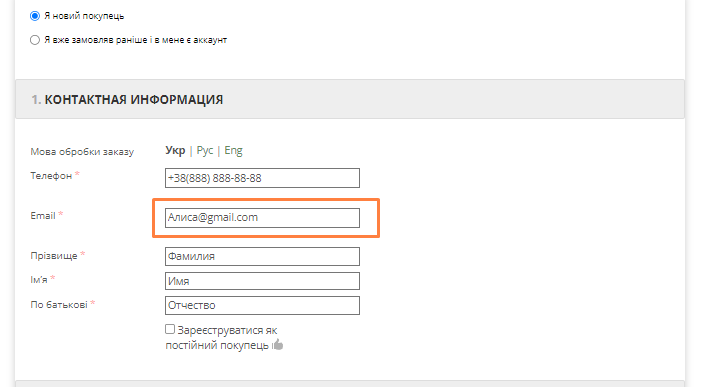 Я новий покупець
Я вже замовляв раніше і в мене є аккаунт
1. КОНТАКТНАЯ ИНФОРМАЦИЯ
Мова обробки заказу Укр | Рус | Eng
Телефон * +38(888) 888-88-88
Email * Алиса@gmail.com
Прізвище * Фамилия
Ім'я * Имя
По батькові * Отчество
Зареєструватися як
постійний покупець